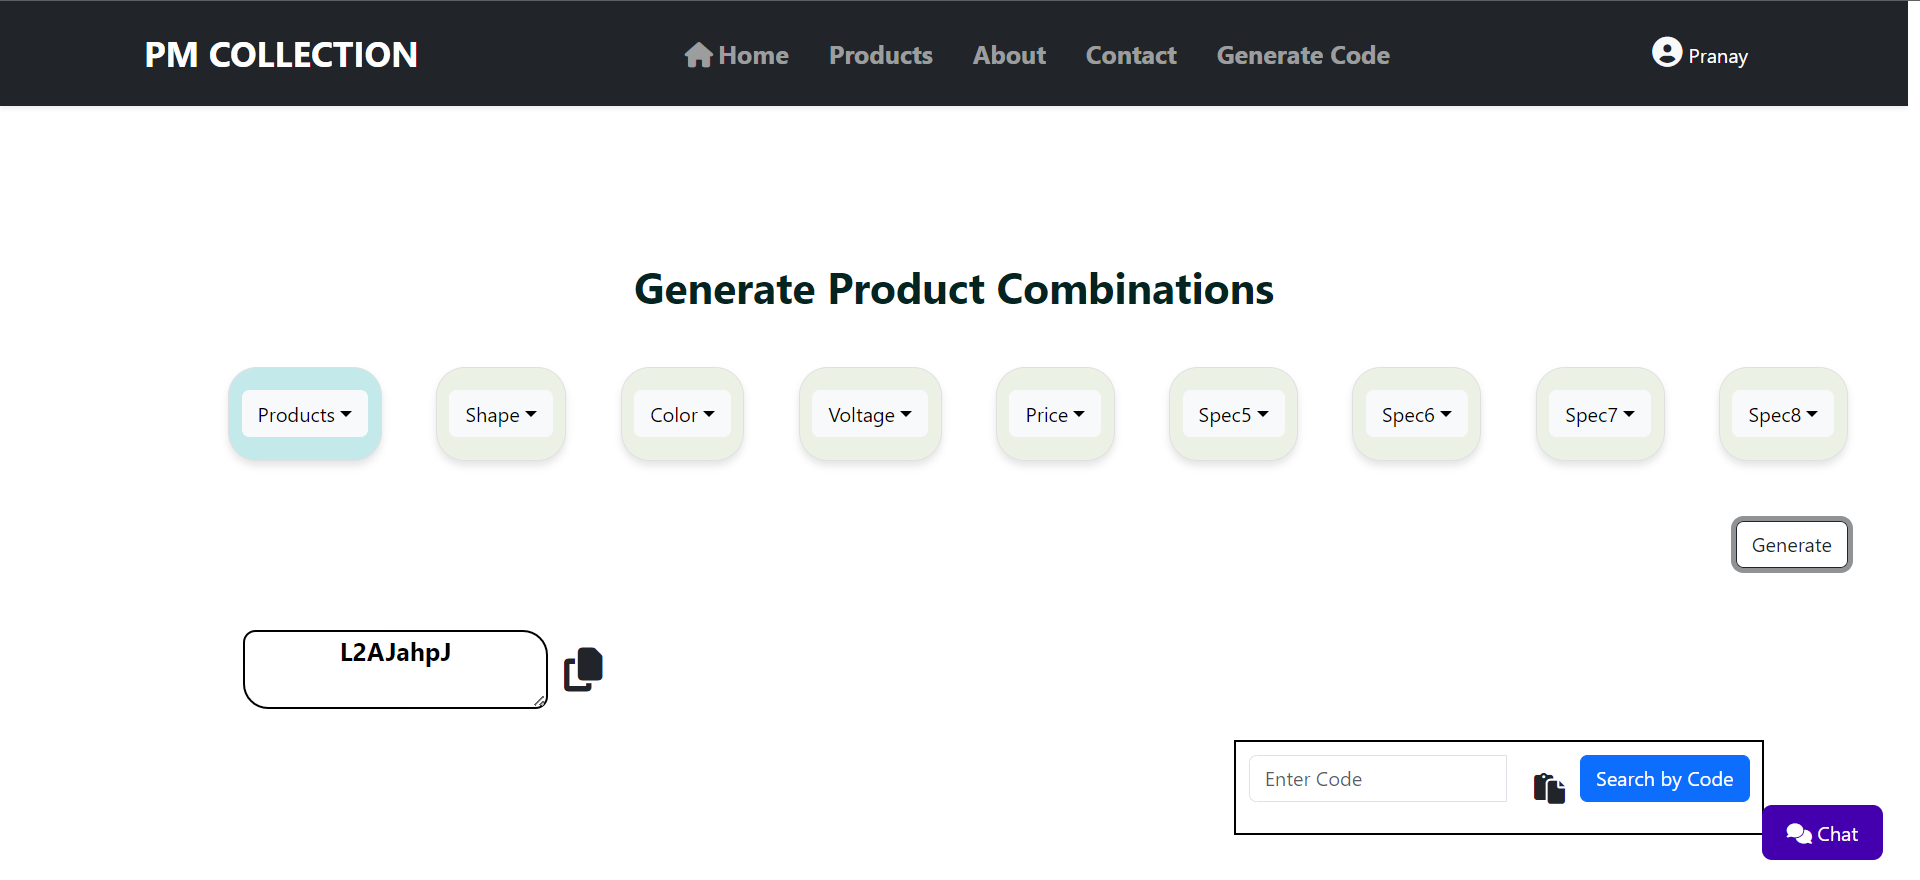 PM COLLECTION
Home Products About Contact Generate Code
Pranay
Generate Product Combinations
Products Shape Color Voltage Price Spec5 Spec6 Spec7 Spec8
Generate
L2AJahpJ
Enter Code Search by Code
Chat